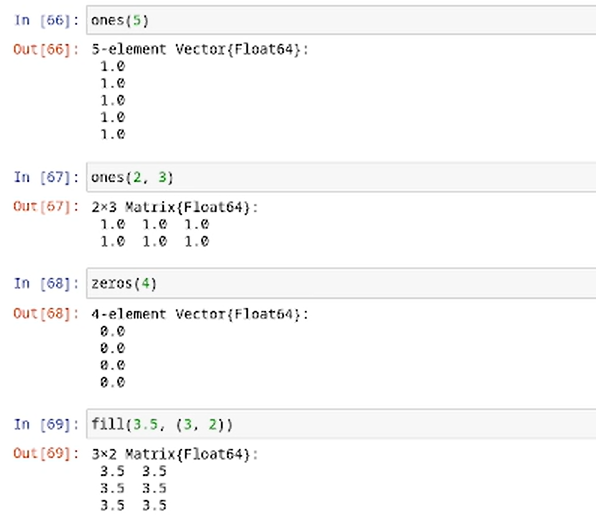 In [66]: ones(5)
Out[66]: 5-element Vector{Float64}:
1.0
1.0
1.0
1.0
1.0
In [67]: ones(2, 3)
Out[67]: 2×3 Matrix{Float64}:
1.0  1.0  1.0
1.0  1.0  1.0
In [68]: zeros(4)
Out[68]: 4-element Vector{Float64}:
0.0
0.0
0.0
0.0
In [69]: fill(3.5, (3, 2))
Out[69]: 3×2 Matrix{Float64}:
3.5  3.5
3.5  3.5
3.5  3.5